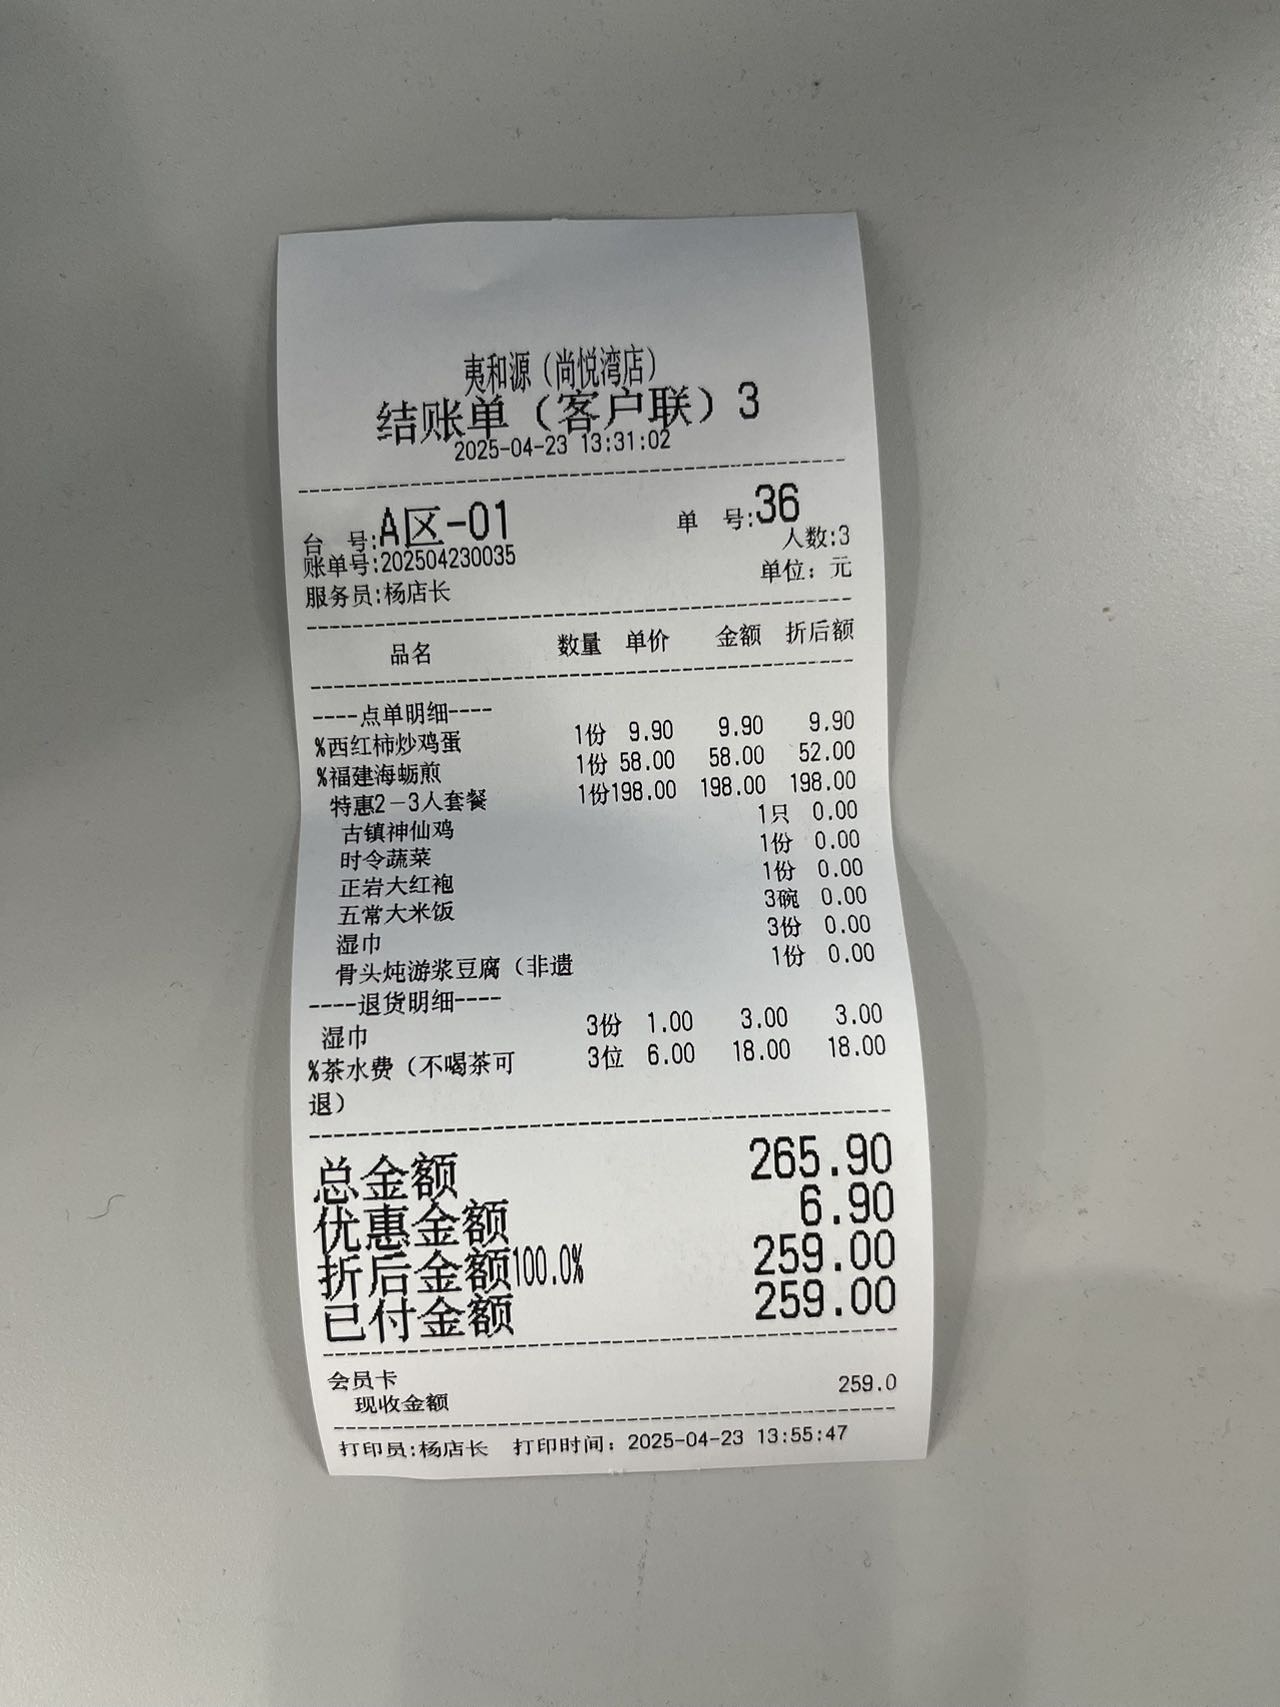 夷和源（尚悦湾店）
结账单（客户联）3
2025-04-23 13:31:02
台 号:A区-01 单 号:36
账单号:202504230035 人数:3
服务员:杨店长 单位：元
品名 数量 单价 金额 折后额
----点单明细----
%西红柿炒鸡蛋 1份 9.90 9.90 9.90
%福建海蛎煎 1份 58.00 58.00 52.00
特惠2-3人套餐 1份198.00 198.00 198.00
古镇神仙鸡 1只 0.00
时令蔬菜 1份 0.00
正岩大红袍 1份 0.00
五常大米饭 3碗 0.00
湿巾 3份 0.00
骨头炖游浆豆腐（非遗 1份 0.00
----退货明细----
湿巾 3份 1.00 3.00 3.00
%茶水费（不喝茶可 3位 6.00 18.00 18.00
退）
总金额 265.90
优惠金额 6.90
折后金额100.0% 259.00
已付金额 259.00
会员卡
现收金额 259.0
打印员:杨店长 打印时间：2025-04-23 13:55:47